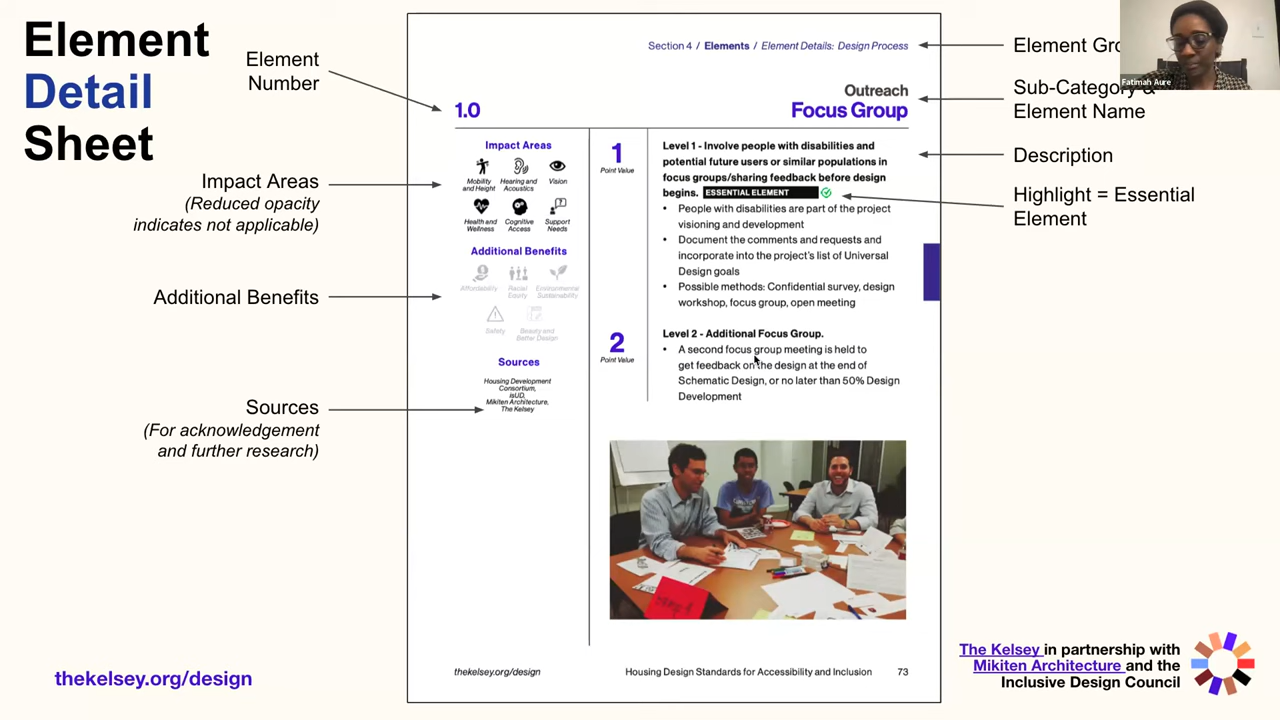 Element
Detail
Sheet
Element
Number
Impact Areas
(Reduced opacity
indicates not applicable)
Additional Benefits
Sources
(For acknowledgement
and further research)
thekelsey.org/design
Section 4 / Elements / Element Details: Design Process
1.0
Outreach
Focus Group
Impact Areas
Mobility
and Height
Hearing and
Acoustics
Vision
Health and
Wellness
Cognitive
Access
Support
Needs
Additional Benefits
Affordability
Racial
Equity
Environmental
Sustainability
Safety
Beauty and
Better Design
Sources
Housing Development
Consortium,
isUD,
Mikiten Architecture,
The Kelsey
1
Point Value
Level 1 - Involve people with disabilities and
potential future users or similar populations in
focus groups/sharing feedback before design
begins. ESSENTIAL ELEMENT
• People with disabilities are part of the project
visioning and development
• Document the comments and requests and
incorporate into the project's list of Universal
Design goals
• Possible methods: Confidential survey, design
workshop, focus group, open meeting
2
Point Value
Level 2 - Additional Focus Group.
• A second focus group meeting is held to
get feedback on the design at the end of
Schematic Design, or no later than 50% Design
Development
thekelsey.org/design
Housing Design Standards for Accessibility and Inclusion 73
Element
Sub-Category &
Element Name
Description
Highlight = Essential
Element
Fatimah Aure
The Kelsey in partnership with
Mikiten Architecture and the
Inclusive Design Council